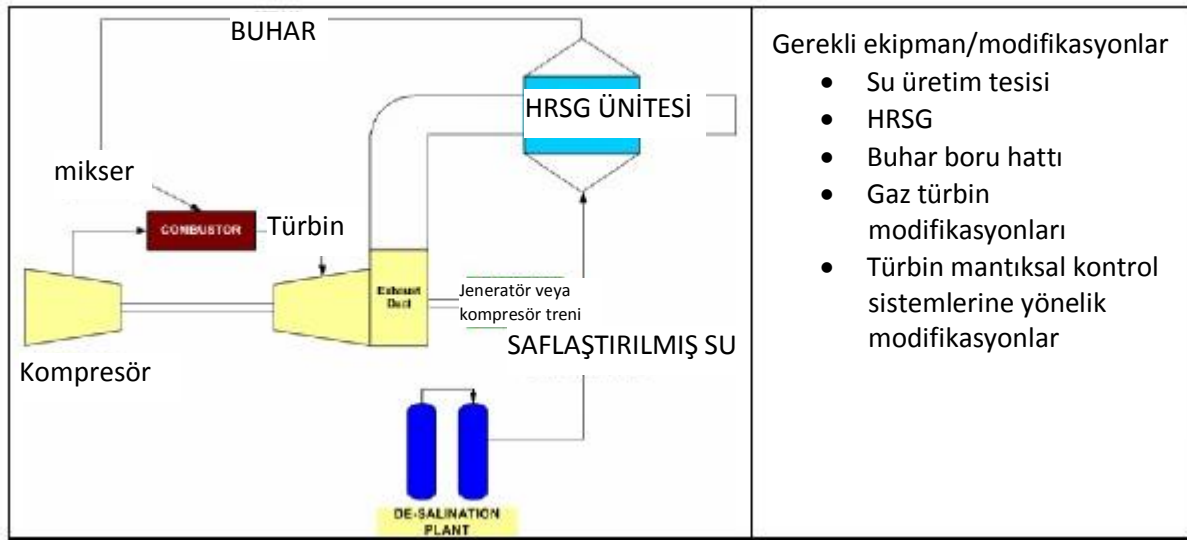 BUHAR
HRSG ÜNİTESİ
mikser
COMBUSTOR
Türbin
Exhaust
Duct
Jeneratör veya
kompresör treni
SAFLAŞTIRILMIŞ SU
Kompresör
DE-SALINATION
PLANT
Gerekli ekipman/modifikasyonlar
• Su üretim tesisi
• HRSG
• Buhar boru hattı
• Gaz türbin
modifikasyonları
• Türbin mantıksal kontrol
sistemlerine yönelik
modifikasyonlar